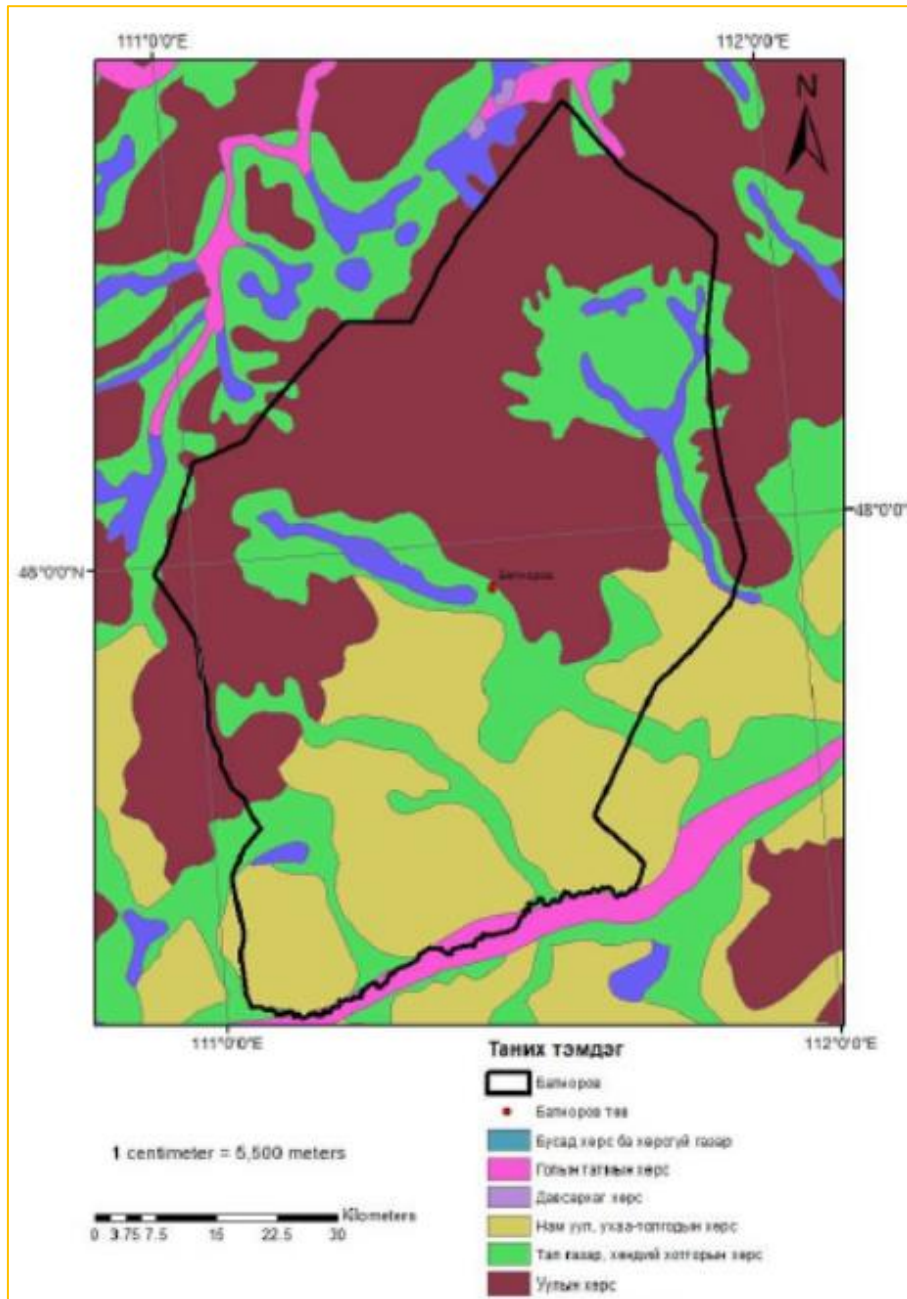 111°0'0"E 112°0'0"E
N
48°0'0"N
48°0'0"
Батноров
111°0'0"E 112°0'0"E
Таних тэмдэг
Батноров
Батноров төв
Бусад хөрс ба хөрсгүй газар
Голын татмын хөрс
Давсархаг хөрс
Нам уул, ухаа-толгодын хөрс
Тал газар, хөндий хотгорын хөрс
Уулын хөрс
1 centimeter = 5,500 meters
Kilometers
0 3.75 7.5 15 22.5 30